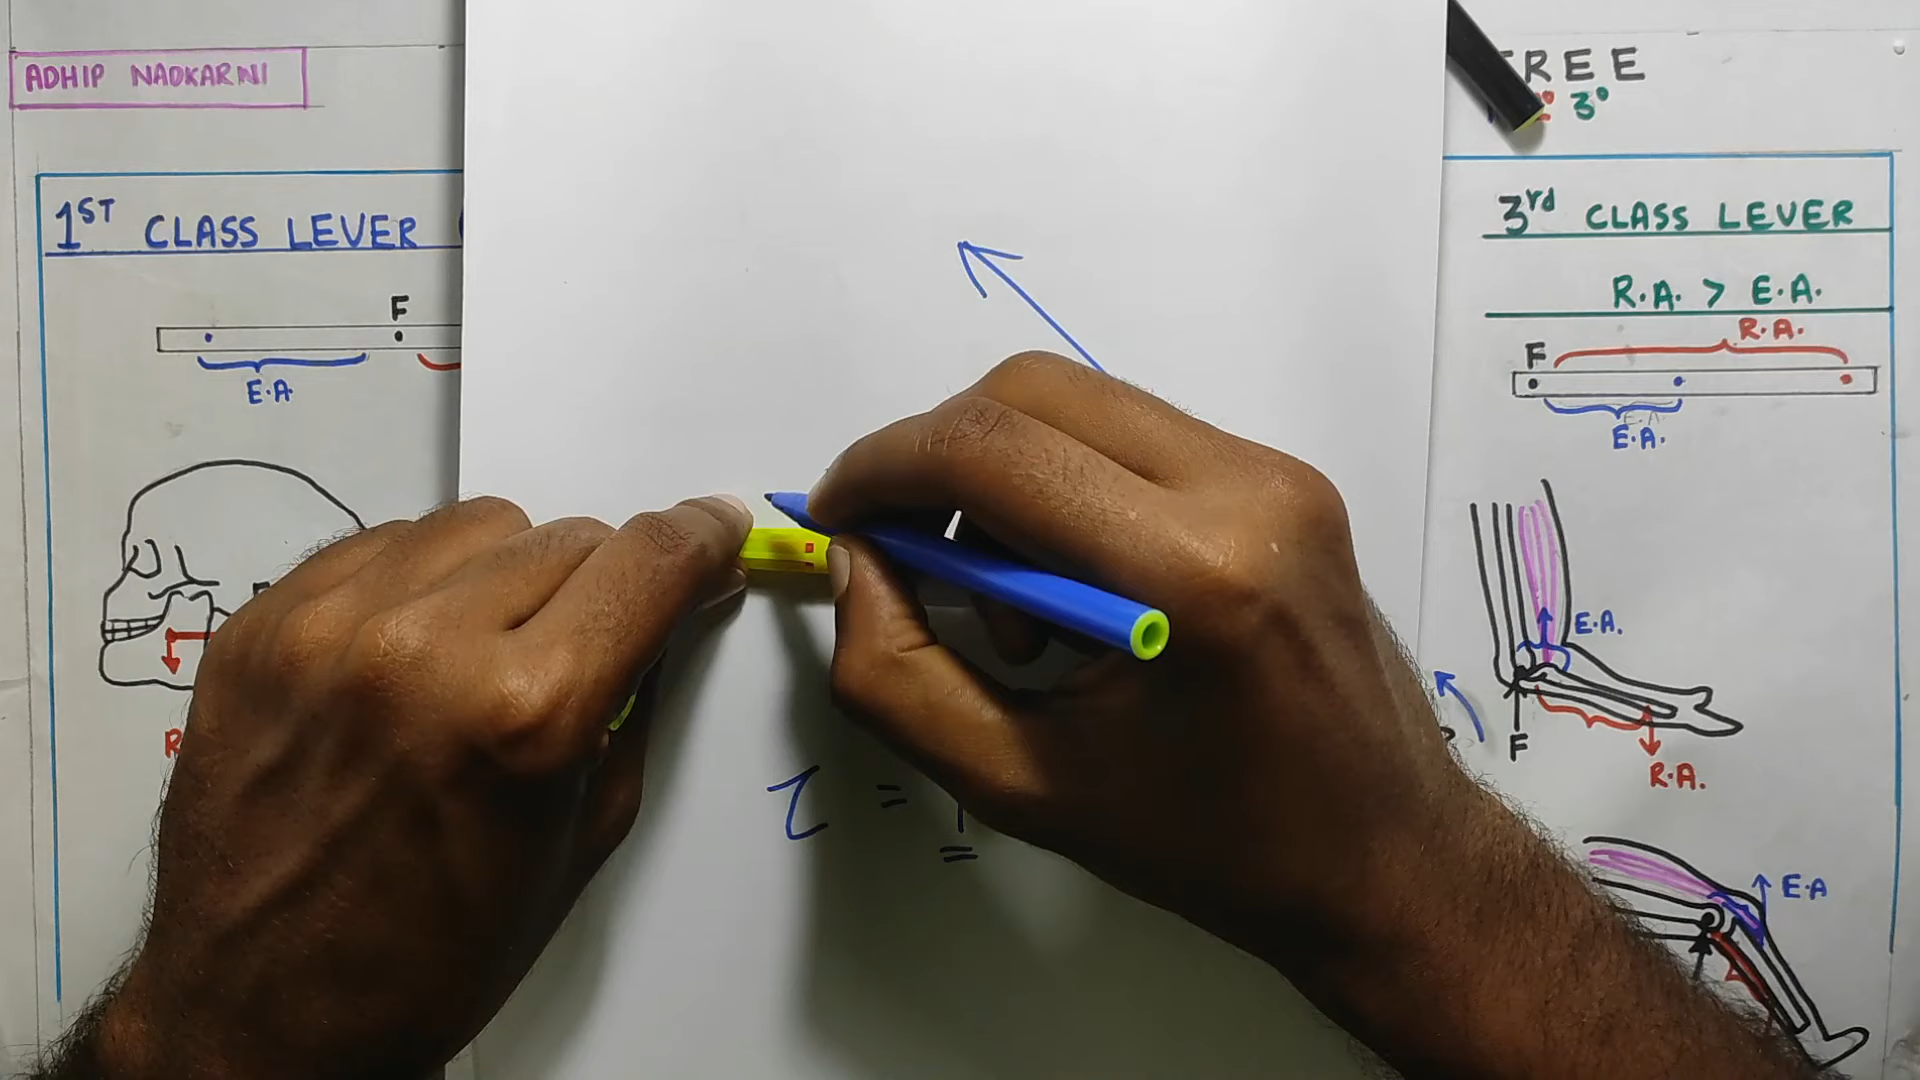 ADHIP NADKARNI
REE
3°
1ST CLASS LEVER
F
E.A.
3rd CLASS LEVER
R.A. > E.A.
R.A.
F
E.A.
E.A.
F
R.A.
τ =
E.A